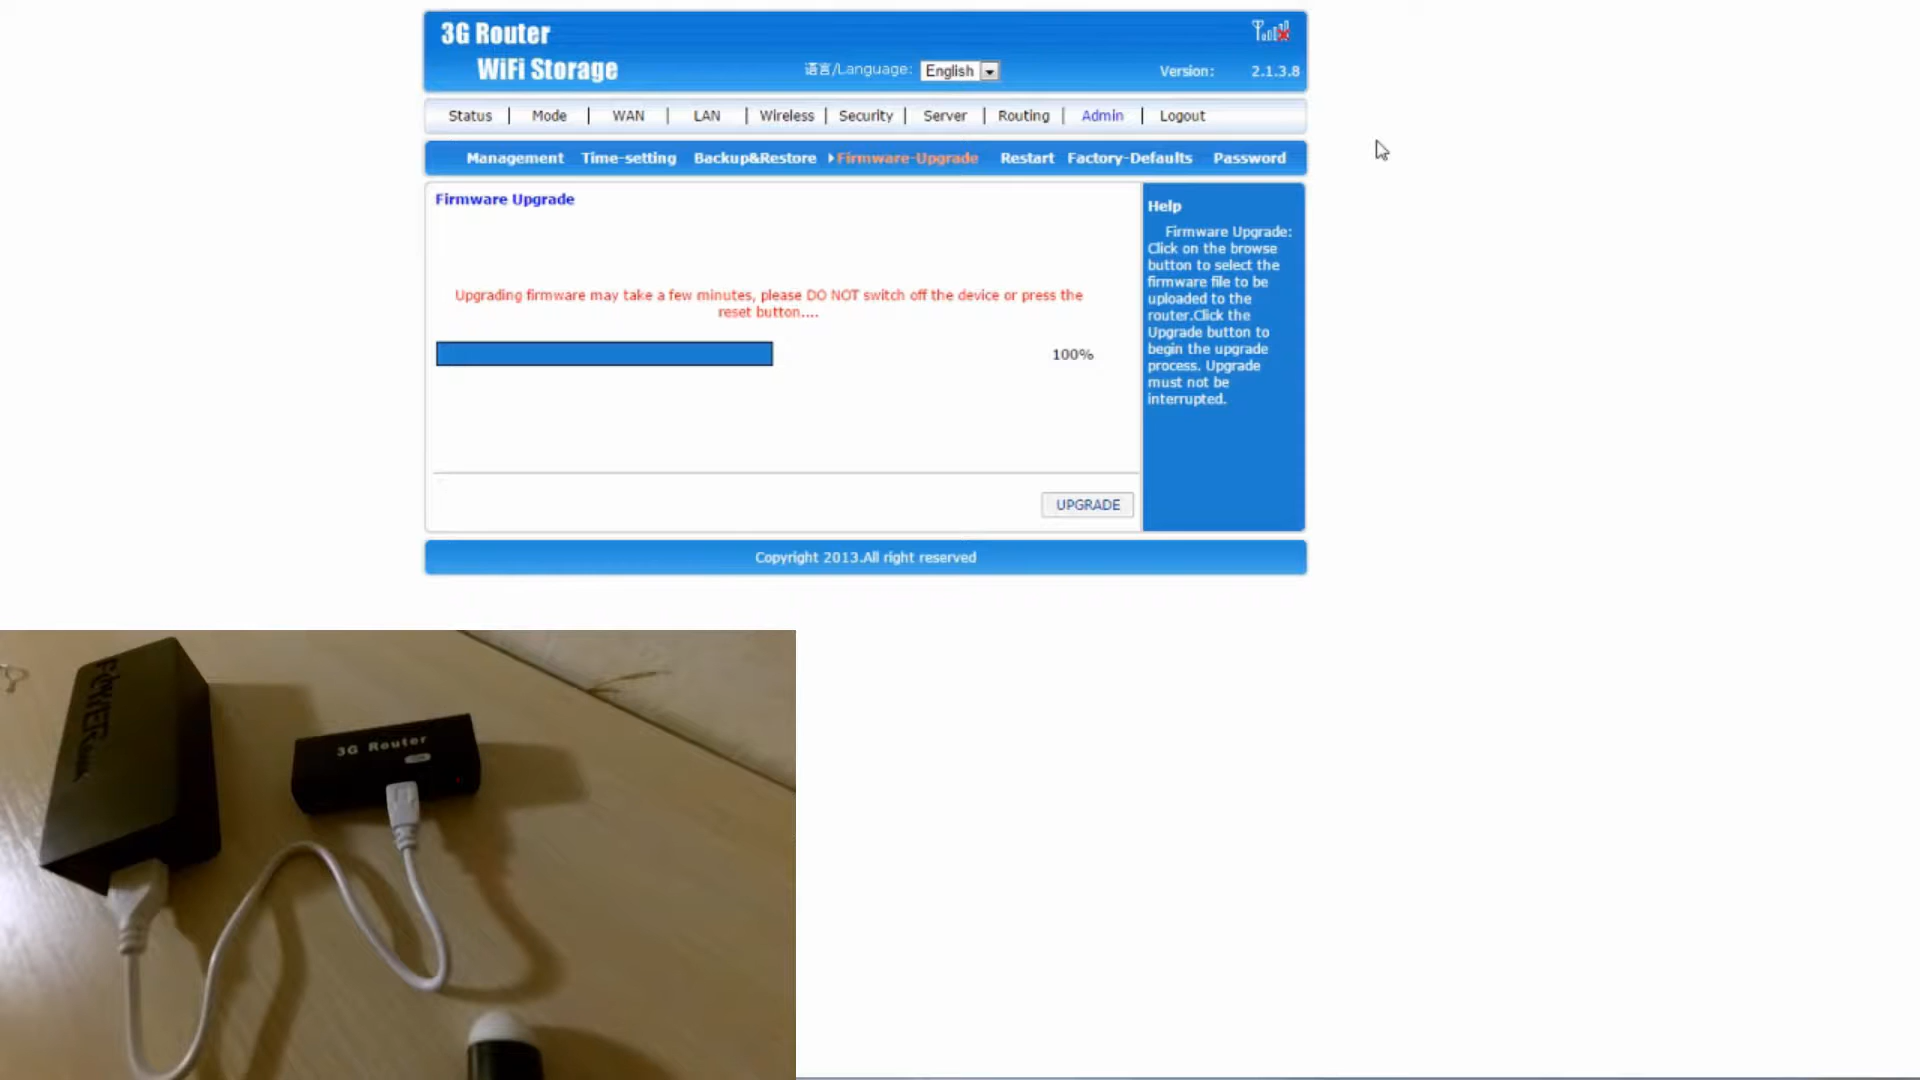 3G Router
WiFi Storage
语言/Language: English
Version: 2.1.3.8
Status | Mode | WAN | LAN | Wireless | Security | Server | Routing | Admin | Logout
Management Time-setting Backup&Restore Firmware-Upgrade Restart Factory-Defaults Password
Firmware Upgrade
Upgrading firmware may take a few minutes, please DO NOT switch off the device or press the
reset button....
100%
UPGRADE
Help
Firmware Upgrade:
Click on the browse
button to select the
firmware file to be
uploaded to the
router.Click the
Upgrade button to
begin the upgrade
process. Upgrade
must not be
interrupted.
Copyright 2013.All right reserved
POWER
3G Router